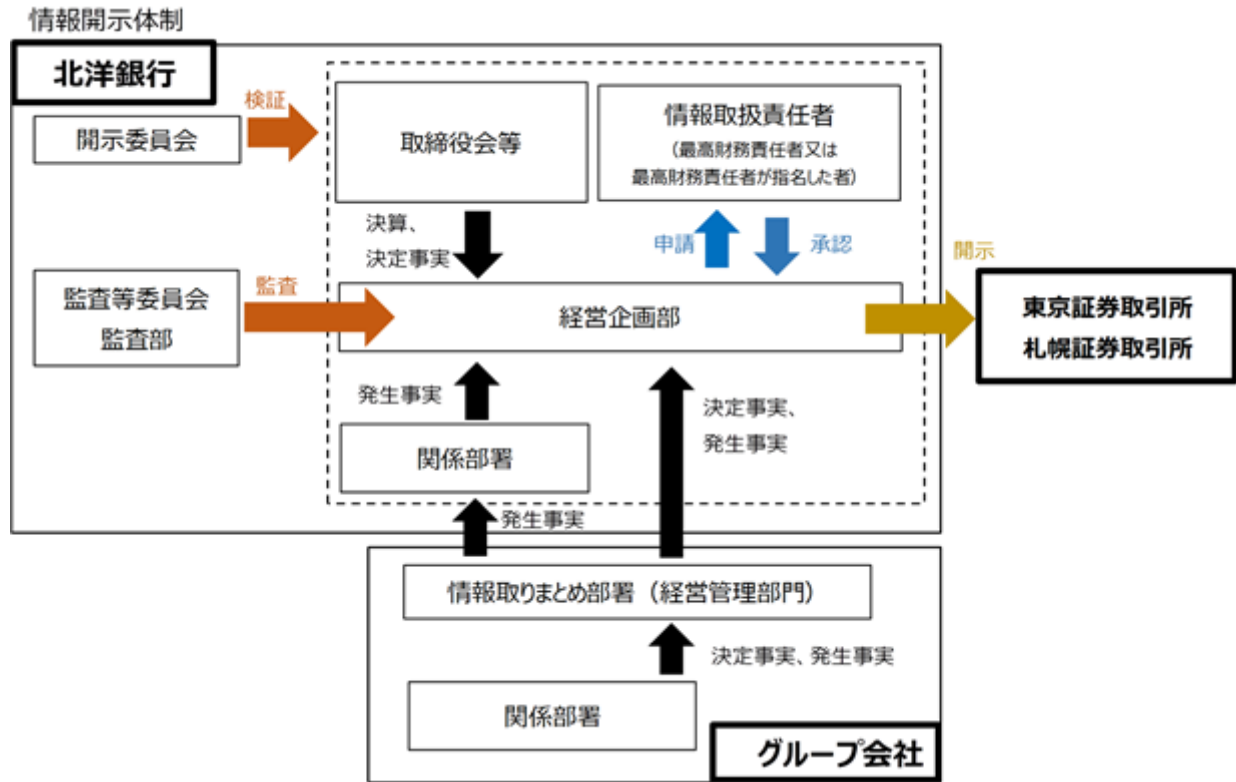 情報開示体制
北洋銀行
検証
開示委員会
取締役会等
情報取扱責任者
（最高財務責任者又は
最高財務責任者が指名した者）
決算、
決定事実
申請
承認
開示
監査等委員会
監査部
監査
経営企画部
東京証券取引所
札幌証券取引所
発生事実
決定事実、
発生事実
関係部署
発生事実
情報取りまとめ部署（経営管理部門）
決定事実、発生事実
関係部署
グループ会社